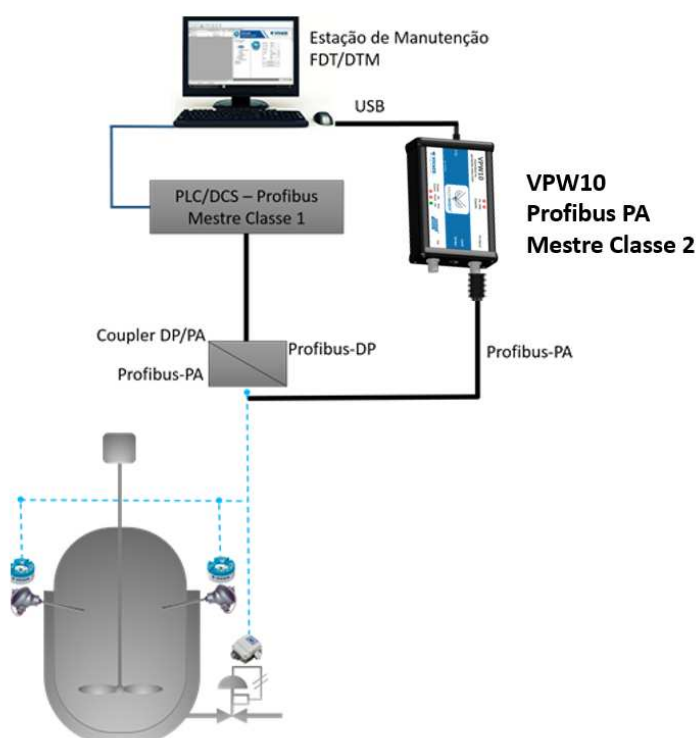 Estação de Manutenção
FDT/DTM
USB
PLC/DCS – Profibus
Mestre Classe 1
VPW10
VPW10
Profibus PA
Mestre Classe 2
Coupler DP/PA
Profibus-DP
Profibus-PA
Profibus-PA